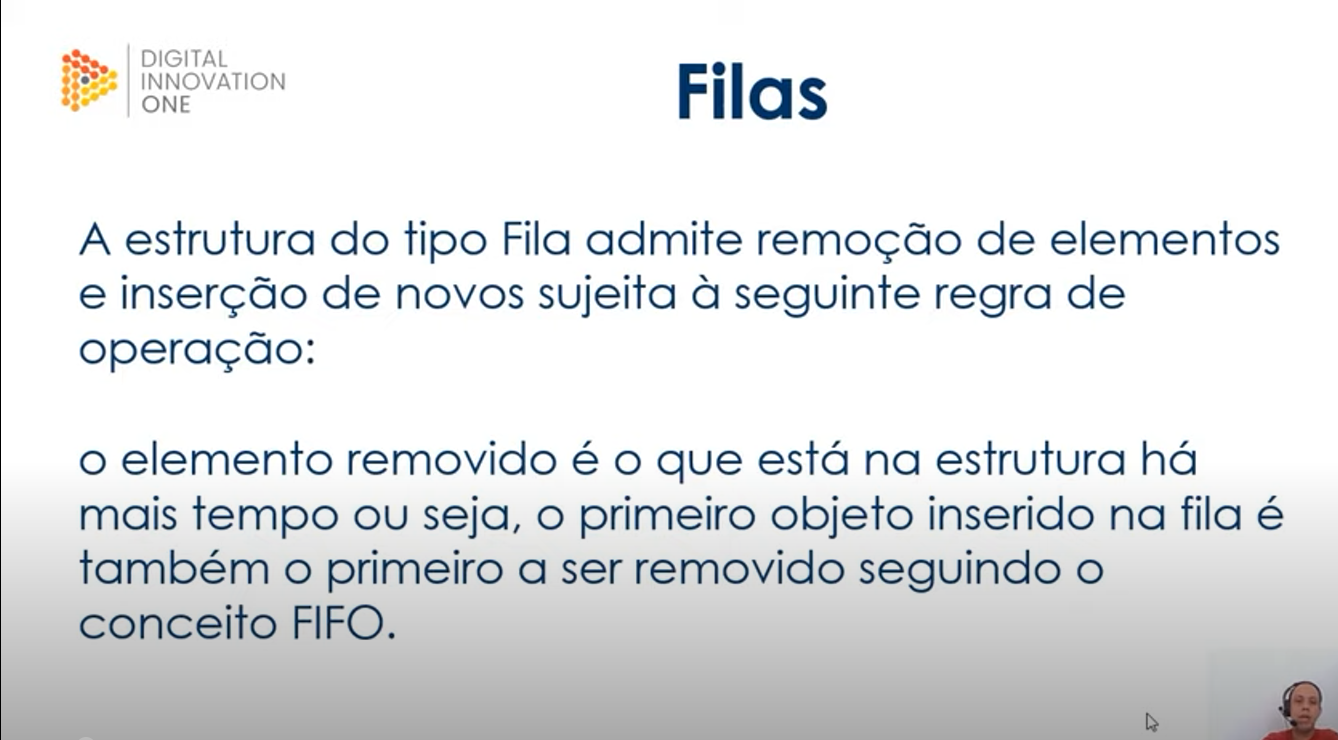 DIGITAL
INNOVATION
ONE
Filas
A estrutura do tipo Fila admite remoção de elementos
e inserção de novos sujeita à seguinte regra de
operação:
o elemento removido é o que está na estrutura há
mais tempo ou seja, o primeiro objeto inserido na fila é
também o primeiro a ser removido seguindo o
conceito FIFO.